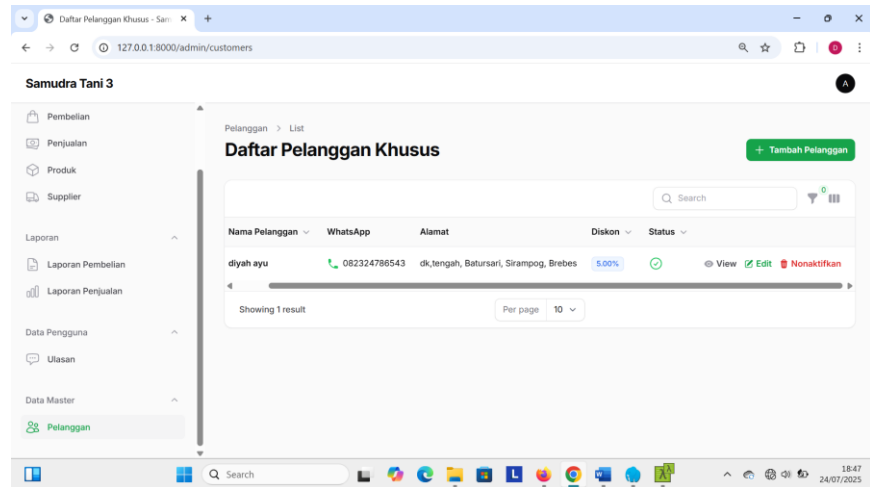 Daftar Pelanggan Khusus - Sam
127.0.0.1:8000/admin/customers
D
Samudra Tani 3
A
Pembelian
Penjualan
Produk
Supplier
Laporan
Laporan Pembelian
Laporan Penjualan
Data Pengguna
Ulasan
Data Master
Pelanggan
Pelanggan > List
Daftar Pelanggan Khusus
+ Tambah Pelanggan
Search
0
Nama Pelanggan WhatsApp Alamat Diskon Status
diyah ayu 082324786543 dk,tengah, Batursari, Sirampog, Brebes 5.00% View Edit Nonaktifkan
Showing 1 result
Per page 10
Search
18:47
24/07/2025